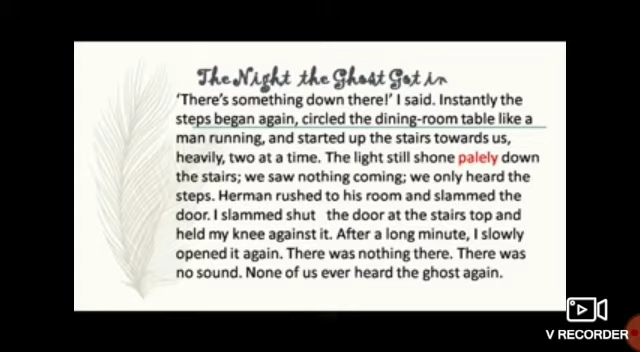 The Night the Ghost Got in
'There's something down there!' I said. Instantly the
steps began again, circled the dining-room table like a
man running, and started up the stairs towards us,
heavily, two at a time. The light still shone palely down
the stairs; we saw nothing coming; we only heard the
steps. Herman rushed to his room and slammed the
door. I slammed shut the door at the stairs top and
held my knee against it. After a long minute, I slowly
opened it again. There was nothing there. There was
no sound. None of us ever heard the ghost again.
V RECORDER